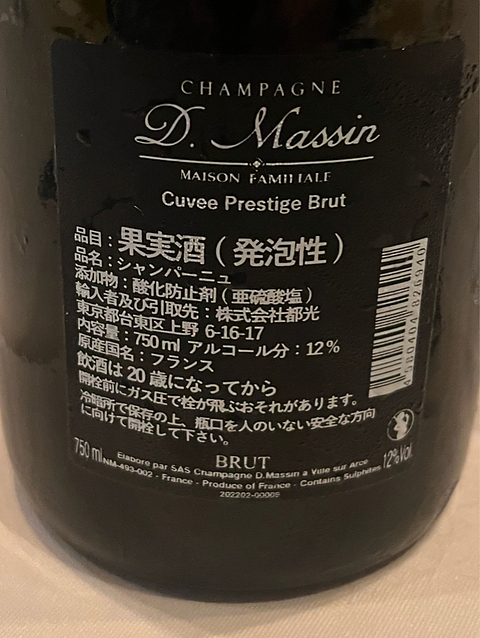 CHAMPAGNE
D. Massin
MAISON FAMILIALE
Cuvee Prestige Brut
品目：果実酒（発泡性）
品名：シャンパーニュ
添加物：酸化防止剤（亜硫酸塩）
輸入者及び引取先：株式会社都光
東京都台東区上野 6-16-17
内容量：750ml アルコール分：12%
原産国名：フランス
飲酒は20歳になってから
開栓前にガス圧で栓が飛ぶおそれがあります。
冷暗所で保存の上、瓶口を人のいない安全な方向
に向けて開栓して下さい。
BRUT
750 ml
Elabore par SAS Champagne D.Massin a Ville sur Arce
12%Vol.
NM-493-002 - France - Produce of France - Contains Sulphites
202202-00009